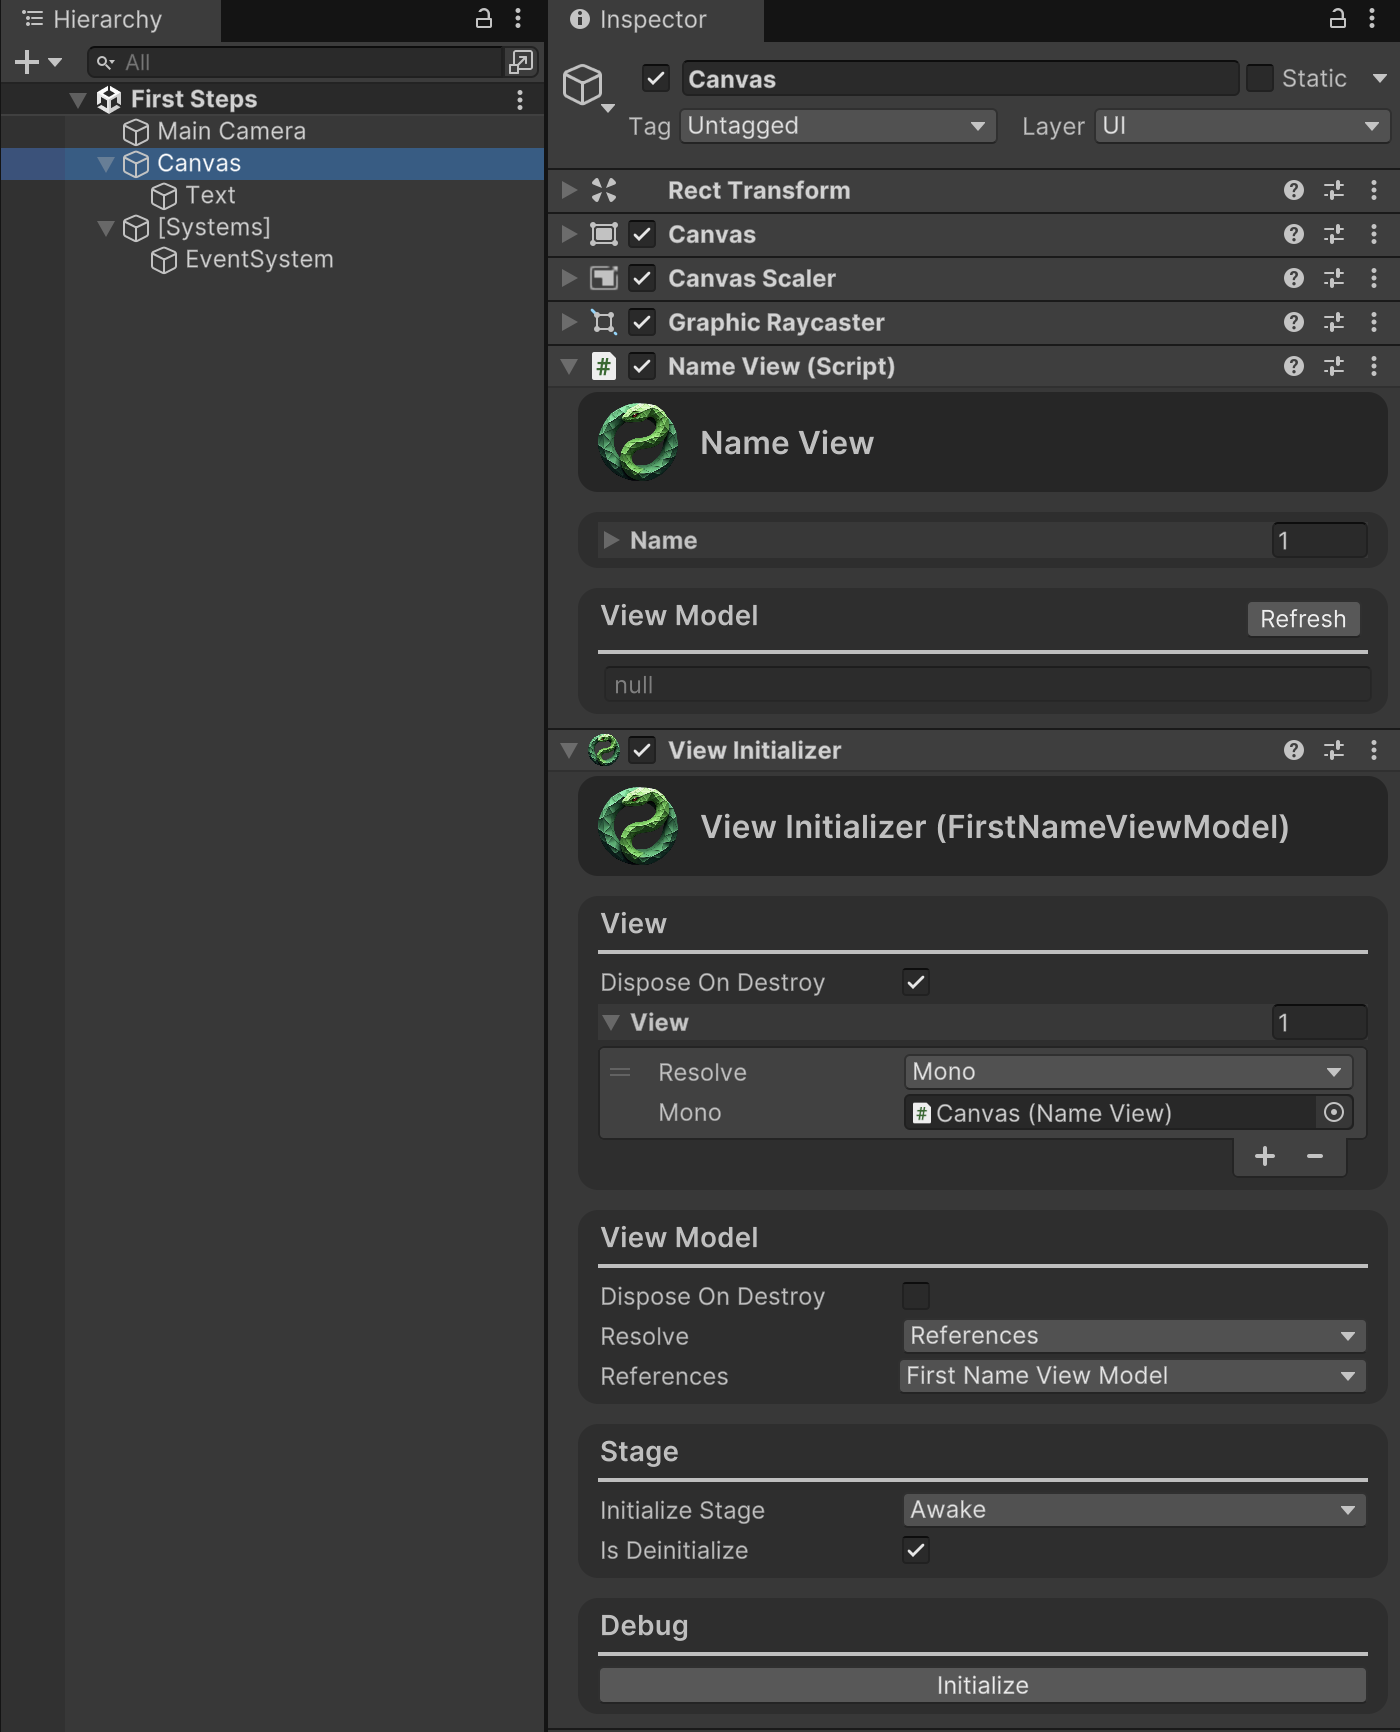 Hierarchy
All
First Steps
Main Camera
Canvas
Text
[Systems]
EventSystem
Inspector
Canvas
Static
Tag
Untagged
Layer
UI
Rect Transform
Canvas
Canvas Scaler
Graphic Raycaster
# Name View (Script)
Name View
Name
1
View Model
Refresh
null
View Initializer
View Initializer (FirstNameViewModel)
View
Dispose On Destroy
View
1
Resolve
Mono
Mono
# Canvas (Name View)
View Model
Dispose On Destroy
Resolve
References
References
First Name View Model
Stage
Initialize Stage
Awake
Is Deinitialize
Debug
Initialize